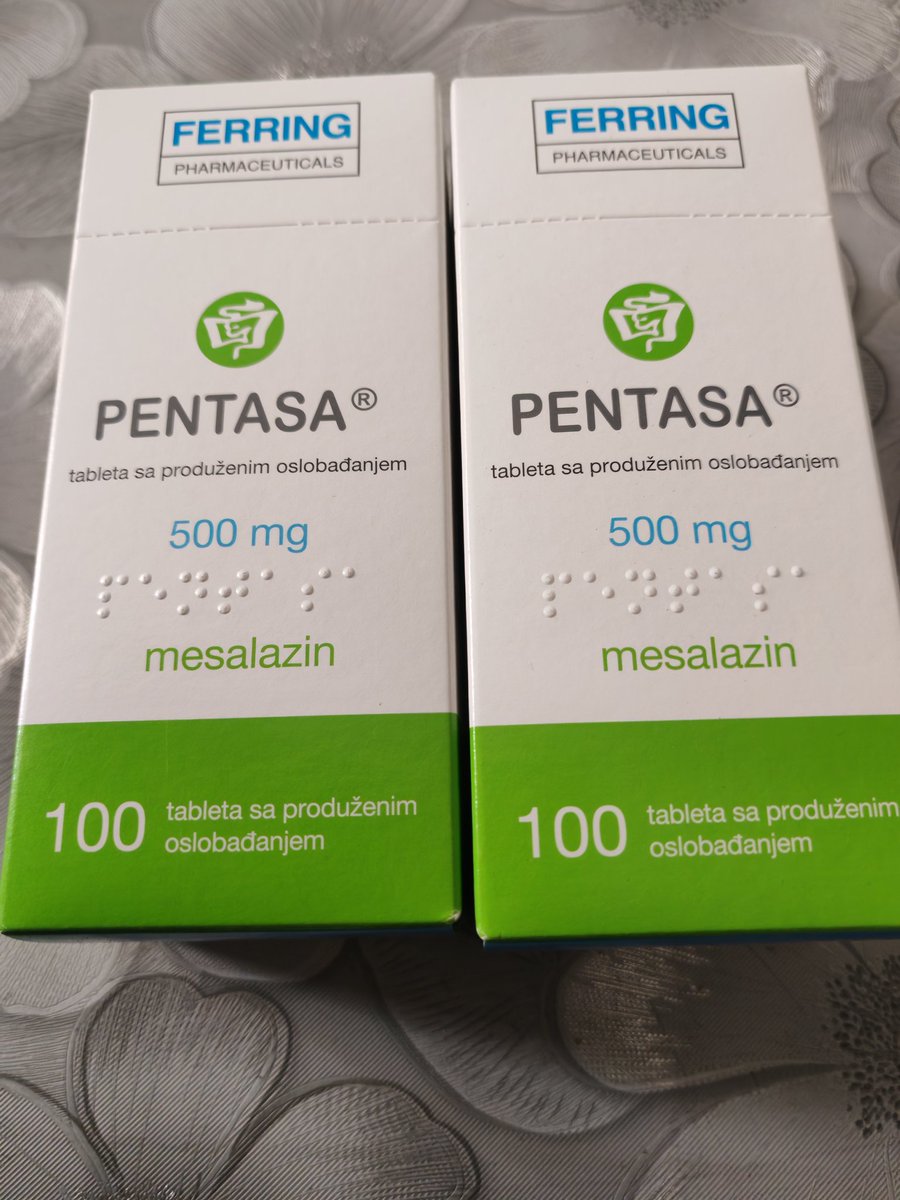 FERRING
PHARMACEUTICALS
PENTASA®
tableta sa produženim oslobađanjem
500 mg
mesalazin
100 tableta sa produženim
oslobađanjem
FERRING
PHARMACEUTICALS
PENTASA®
tableta sa produženim oslobađanjem
500 mg
mesalazin
100 tableta sa produženim
oslobađanjem